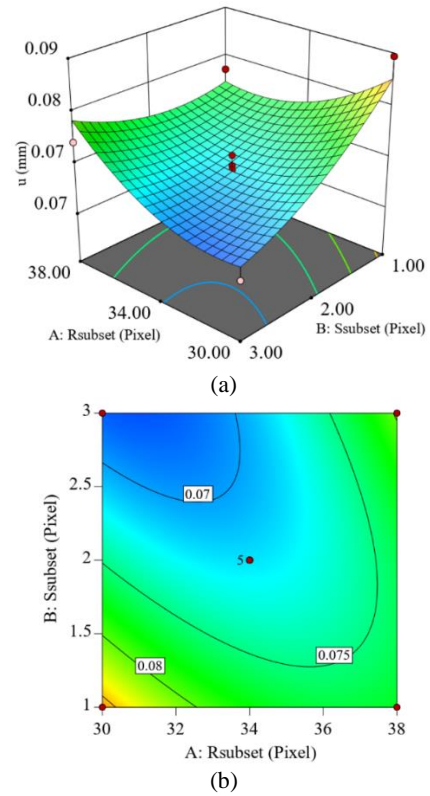 0.09
0.08
0.07
0.07
u (mm)
38.00
34.00
30.00
A: Rsubset (Pixel)
3.00
2.00
1.00
B: Ssubset (Pixel)
(a)
3
2.5
2
1.5
1
B: Ssubset (Pixel)
0.07
5
0.075
0.08
30 32 34 36 38
A: Rsubset (Pixel)
(b)